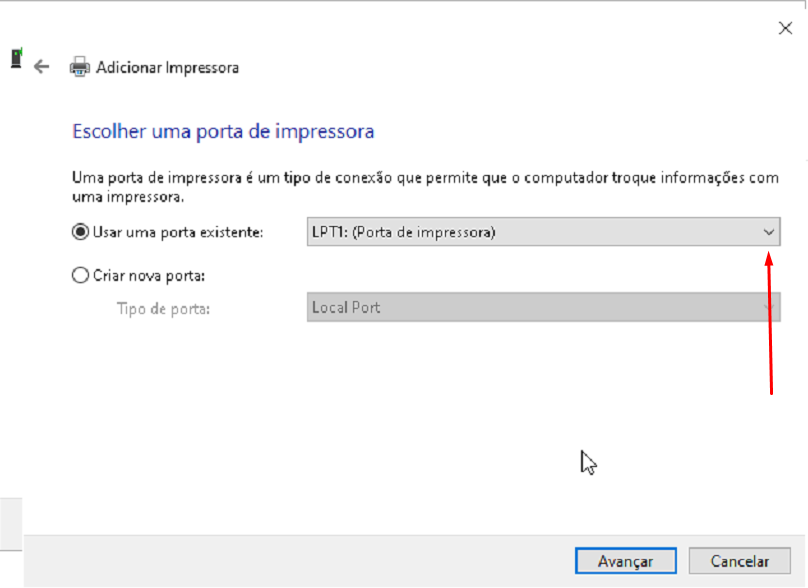 Adicionar Impressora
Escolher uma porta de impressora
Uma porta de impressora é um tipo de conexão que permite que o computador troque informações com
uma impressora.
Usar uma porta existente:
LPT1: (Porta de impressora)
Criar nova porta:
Tipo de porta:
Local Port
Avançar
Cancelar